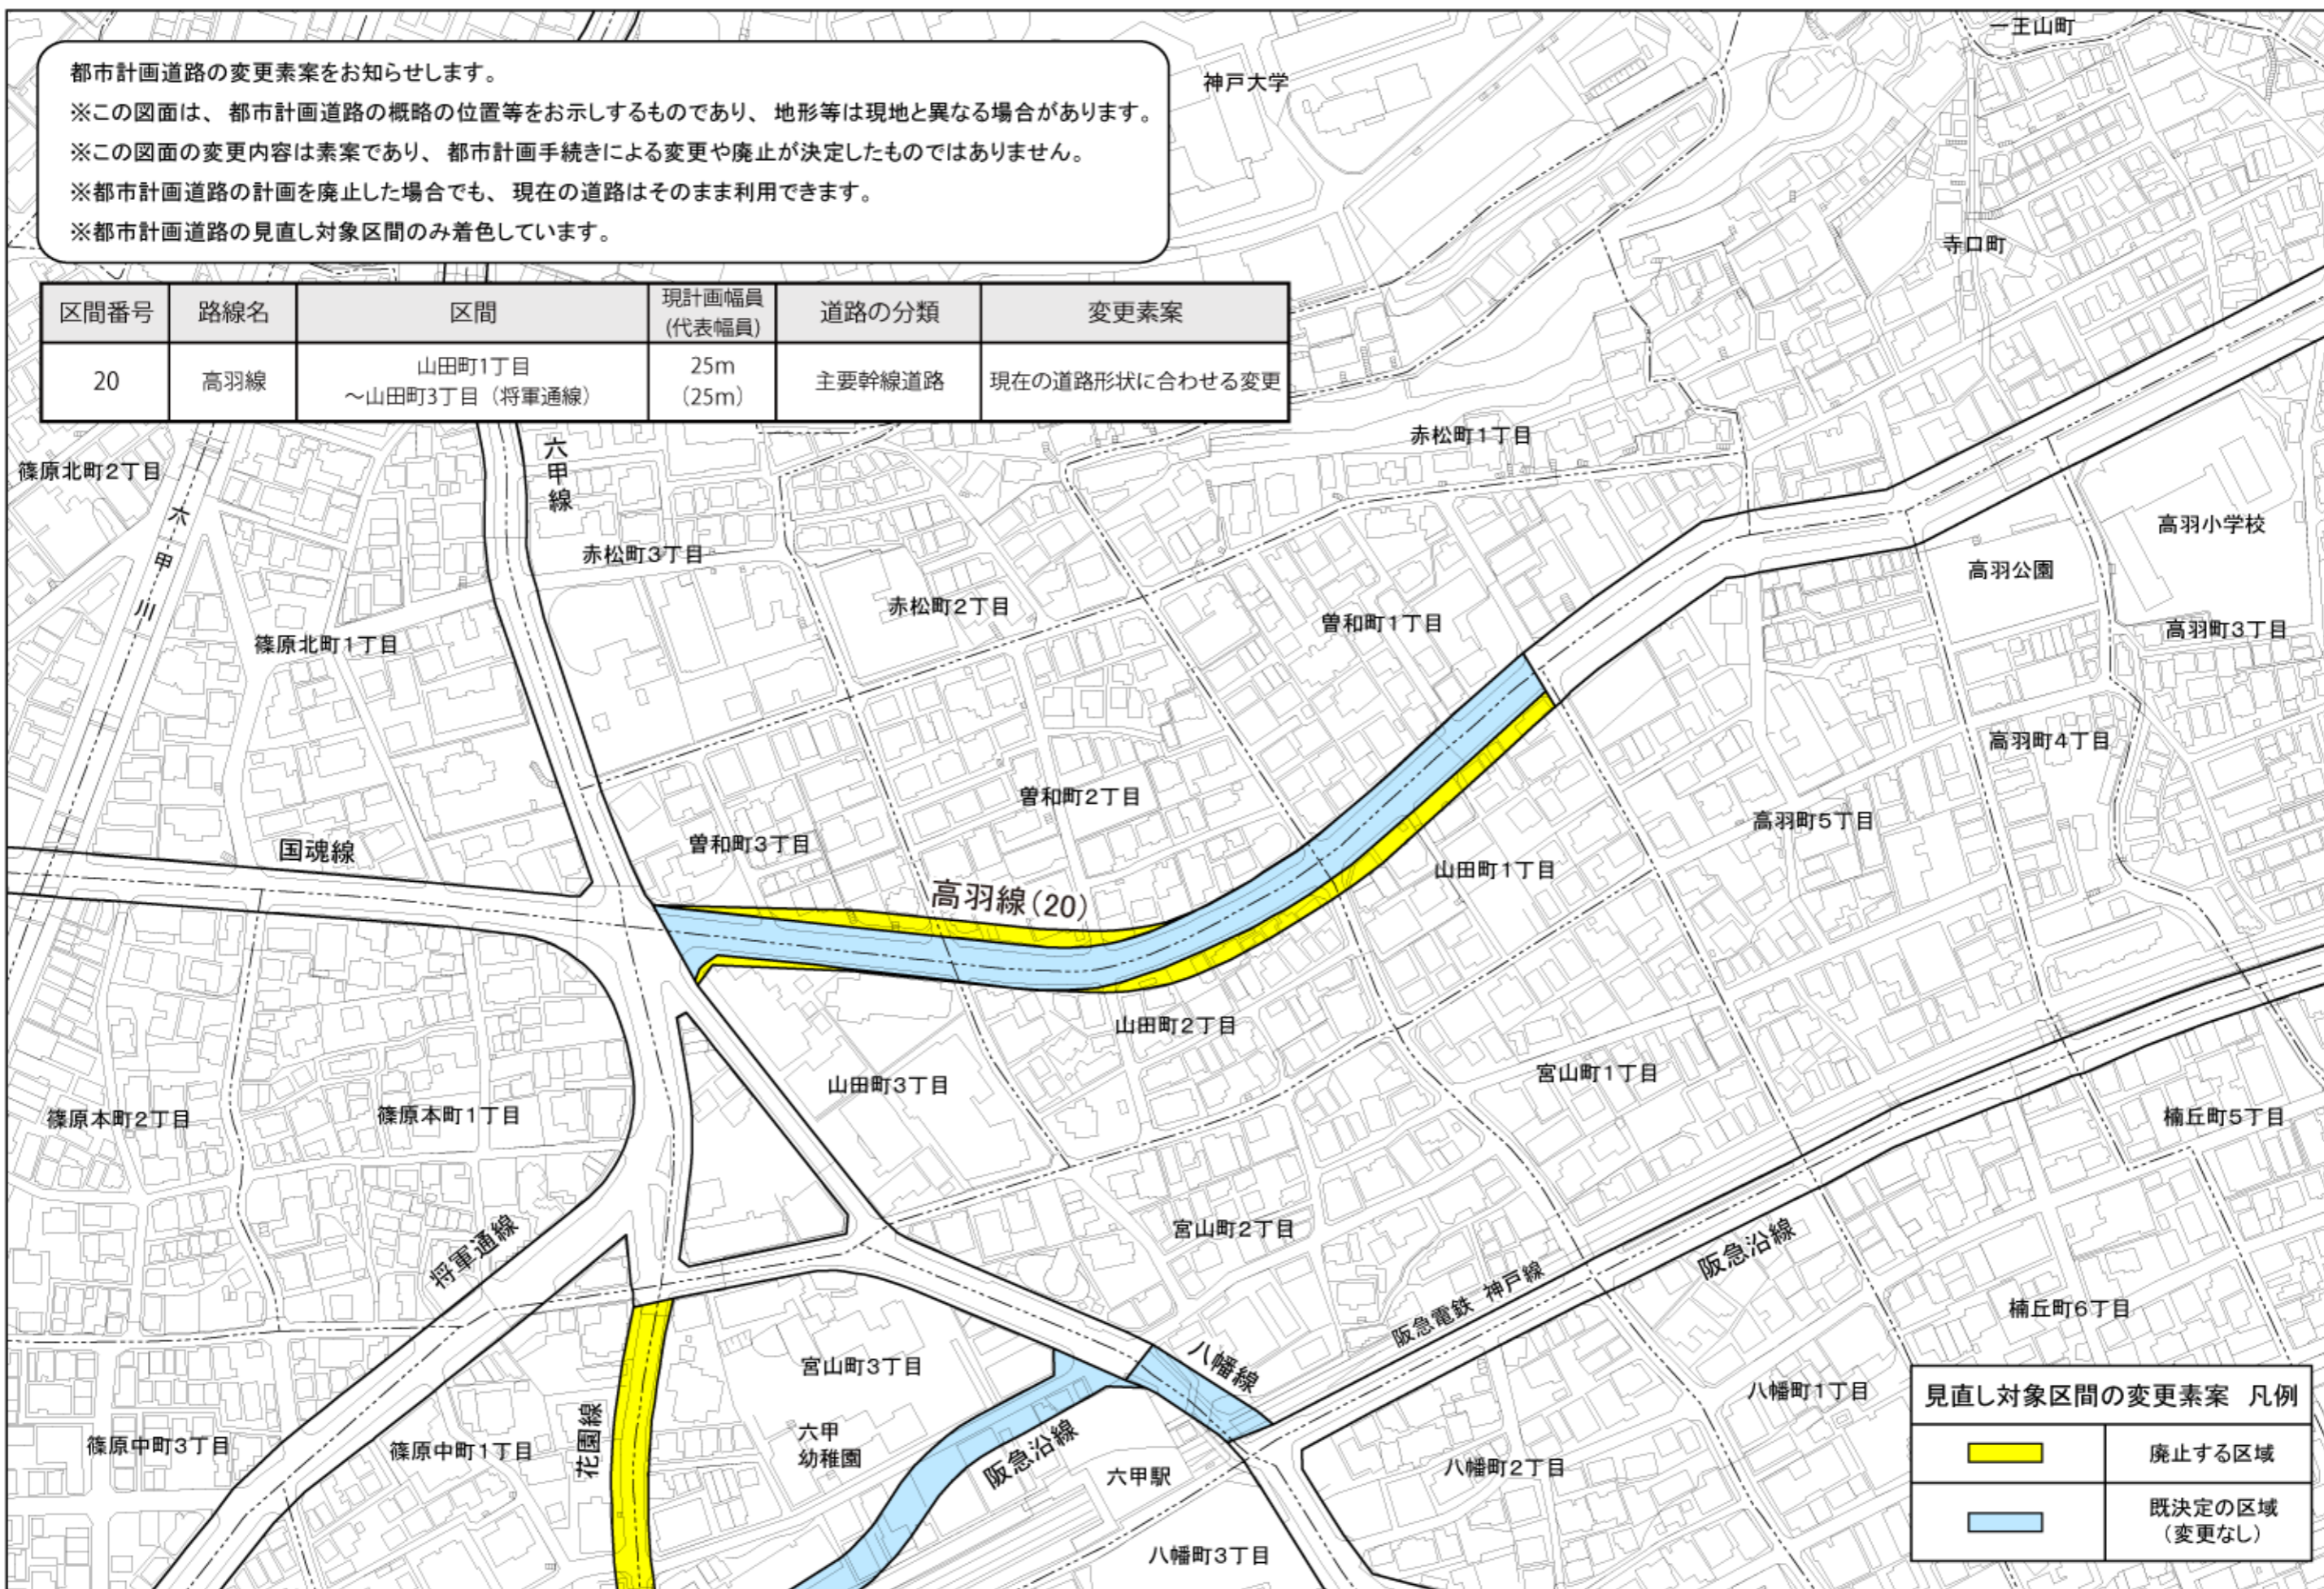 都市計画道路の変更素案をお知らせします。
※この図面は、都市計画道路の概略の位置等をお示しするものであり、地形等は現地と異なる場合があります。
※この図面の変更内容は素案であり、都市計画手続きによる変更や廃止が決定したものではありません。
※都市計画道路の計画を廃止した場合でも、現在の道路はそのまま利用できます。
※都市計画道路の見直し対象区間のみ着色しています。
区間番号 路線名 区間 現計画幅員(代表幅員) 道路の分類 変更素案
20 高羽線 山田町1丁目～山田町3丁目（将軍通線） 25m（25m） 主要幹線道路 現在の道路形状に合わせる変更
一王山町
神戸大学
寺口町
赤松町1丁目
篠原北町2丁目
六甲線
六甲川
高羽小学校
赤松町3丁目
高羽公園
赤松町2丁目
曽和町1丁目
高羽町3丁目
篠原北町1丁目
高羽町4丁目
曽和町2丁目
高羽町5丁目
曽和町3丁目
国魂線
山田町1丁目
高羽線(20)
山田町2丁目
宮山町1丁目
山田町3丁目
篠原本町2丁目
篠原本町1丁目
楠丘町5丁目
宮山町2丁目
将軍通線
阪急沿線
阪急電鉄 神戸線
楠丘町6丁目
八幡線
宮山町3丁目
八幡町1丁目
花園線
六甲
幼稚園
阪急沿線
篠原中町3丁目
篠原中町1丁目
六甲駅
八幡町2丁目
八幡町3丁目
見直し対象区間の変更素案 凡例
廃止する区域
既決定の区域
（変更なし）